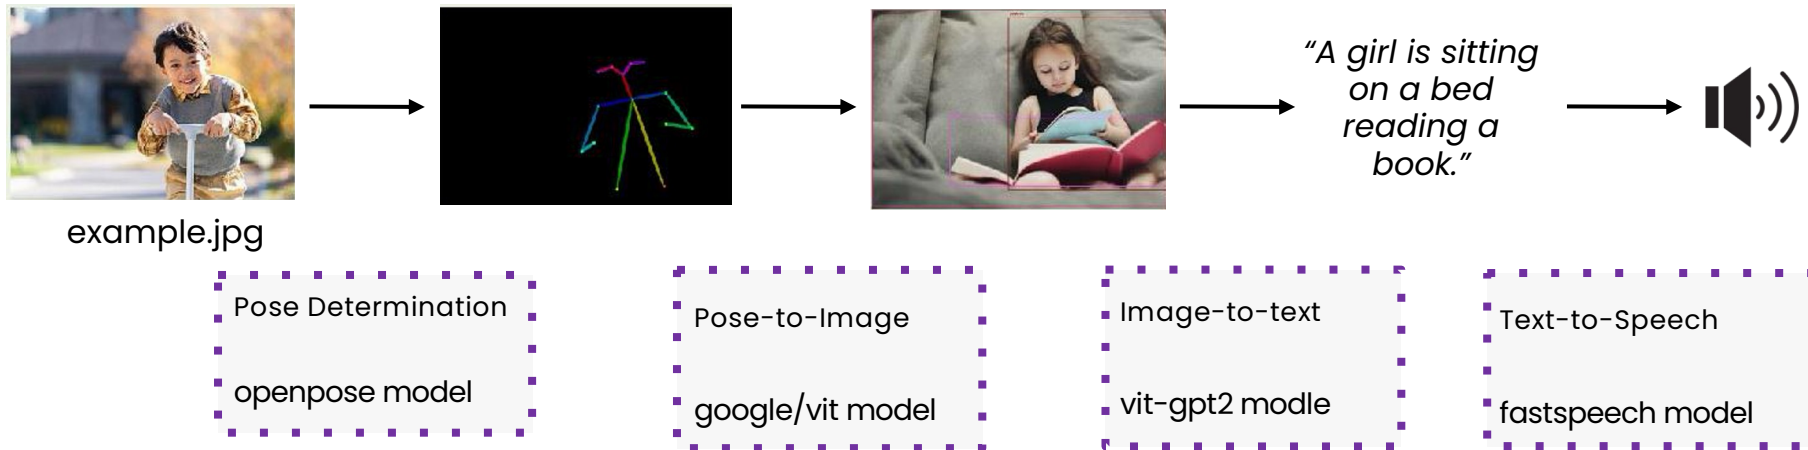 “A girl is sitting
on a bed
reading a
book.”
example.jpg
Pose Determination
openpose model
Pose-to-Image
google/vit model
Image-to-text
vit-gpt2 modle
Text-to-Speech
fastspeech model